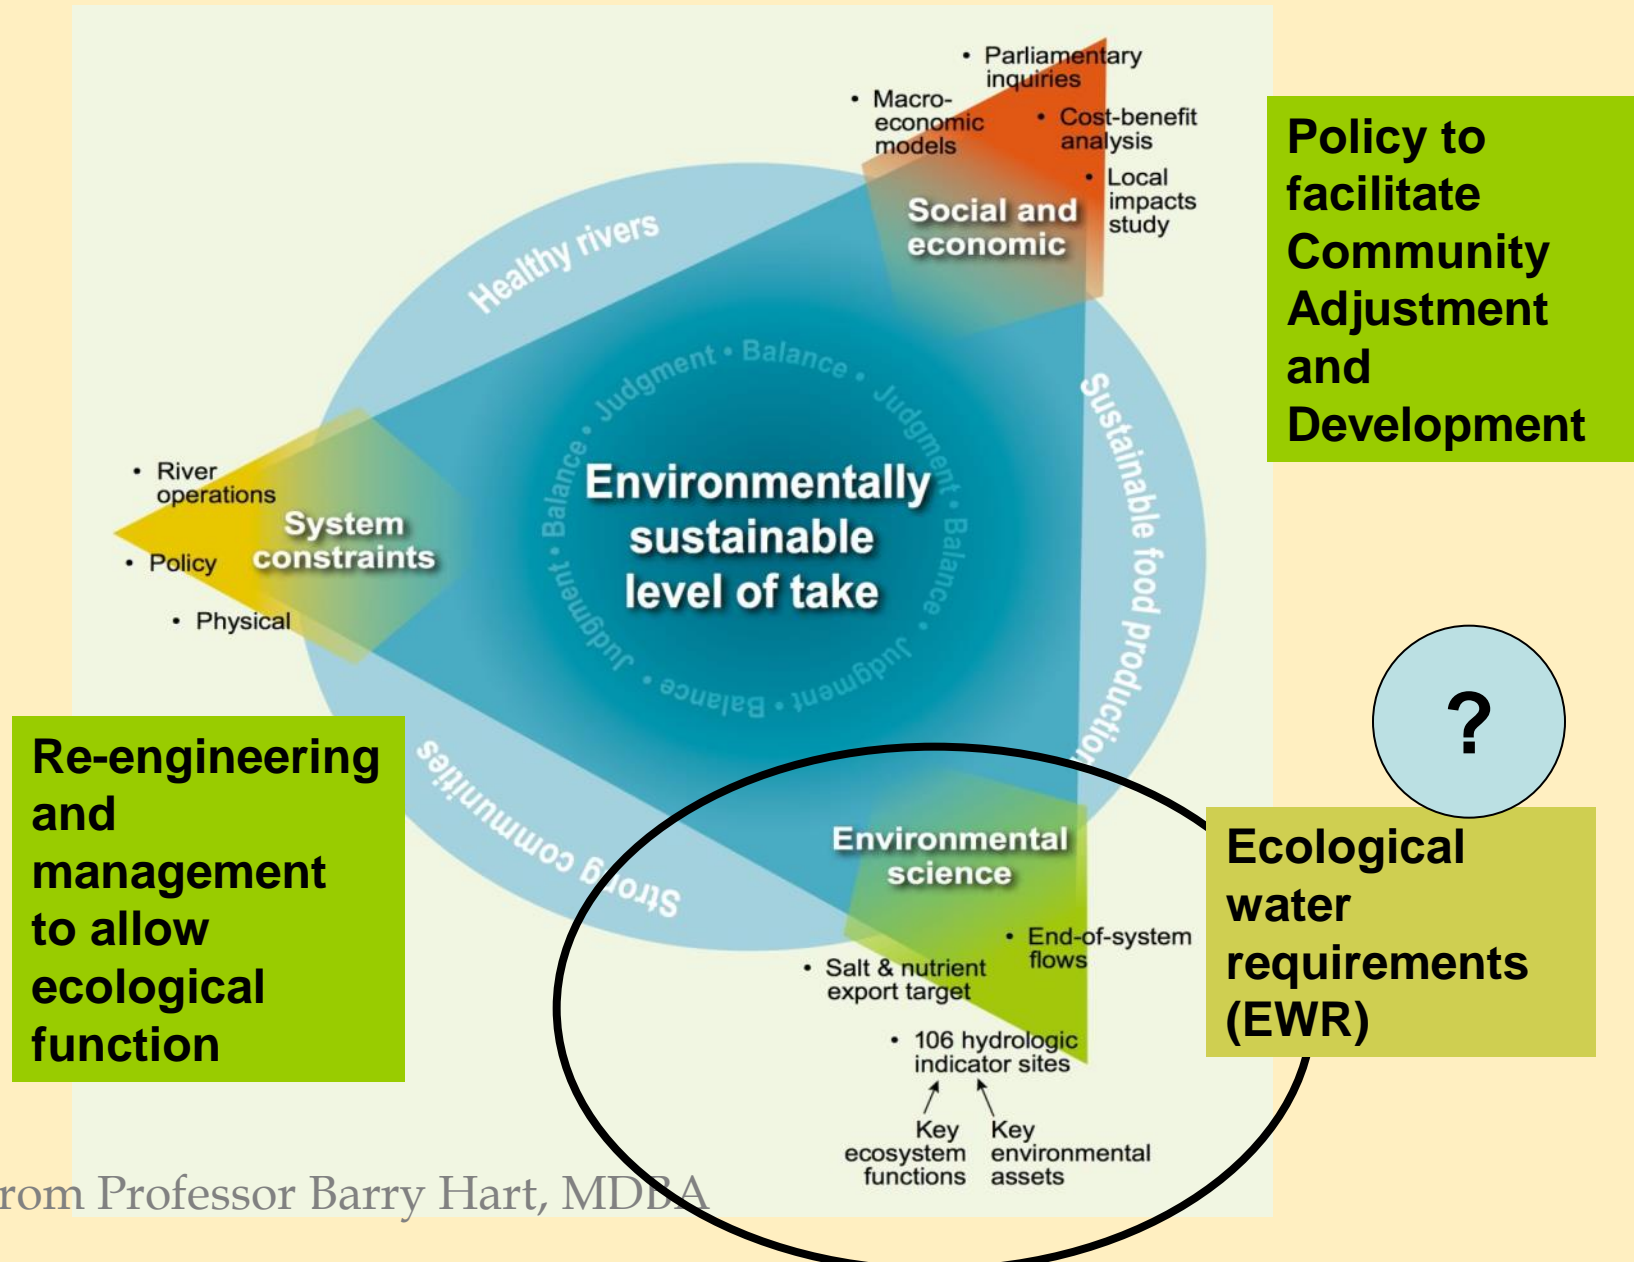 • Parliamentary
inquiries
• Macro-
economic
models
• Cost-benefit
analysis
• Local
impacts
study
Social and
economic
Policy to
facilitate
Community
Adjustment
and
Development
Healthy rivers
Sustainable food production
Strong communities
Judgment • Balance • Judgment • Balance • Judgment • Balance • Judgment • Balance •
Environmentally
sustainable
level of take
• River
operations
• Policy
• Physical
System
constraints
Re-engineering
and
management
to allow
ecological
function
?
Ecological
water
requirements
(EWR)
Environmental
science
• End-of-system
flows
• Salt & nutrient
export target
• 106 hydrologic
indicator sites
Key
ecosystem
functions
Key
environmental
assets
rom Professor Barry Hart, MDBA